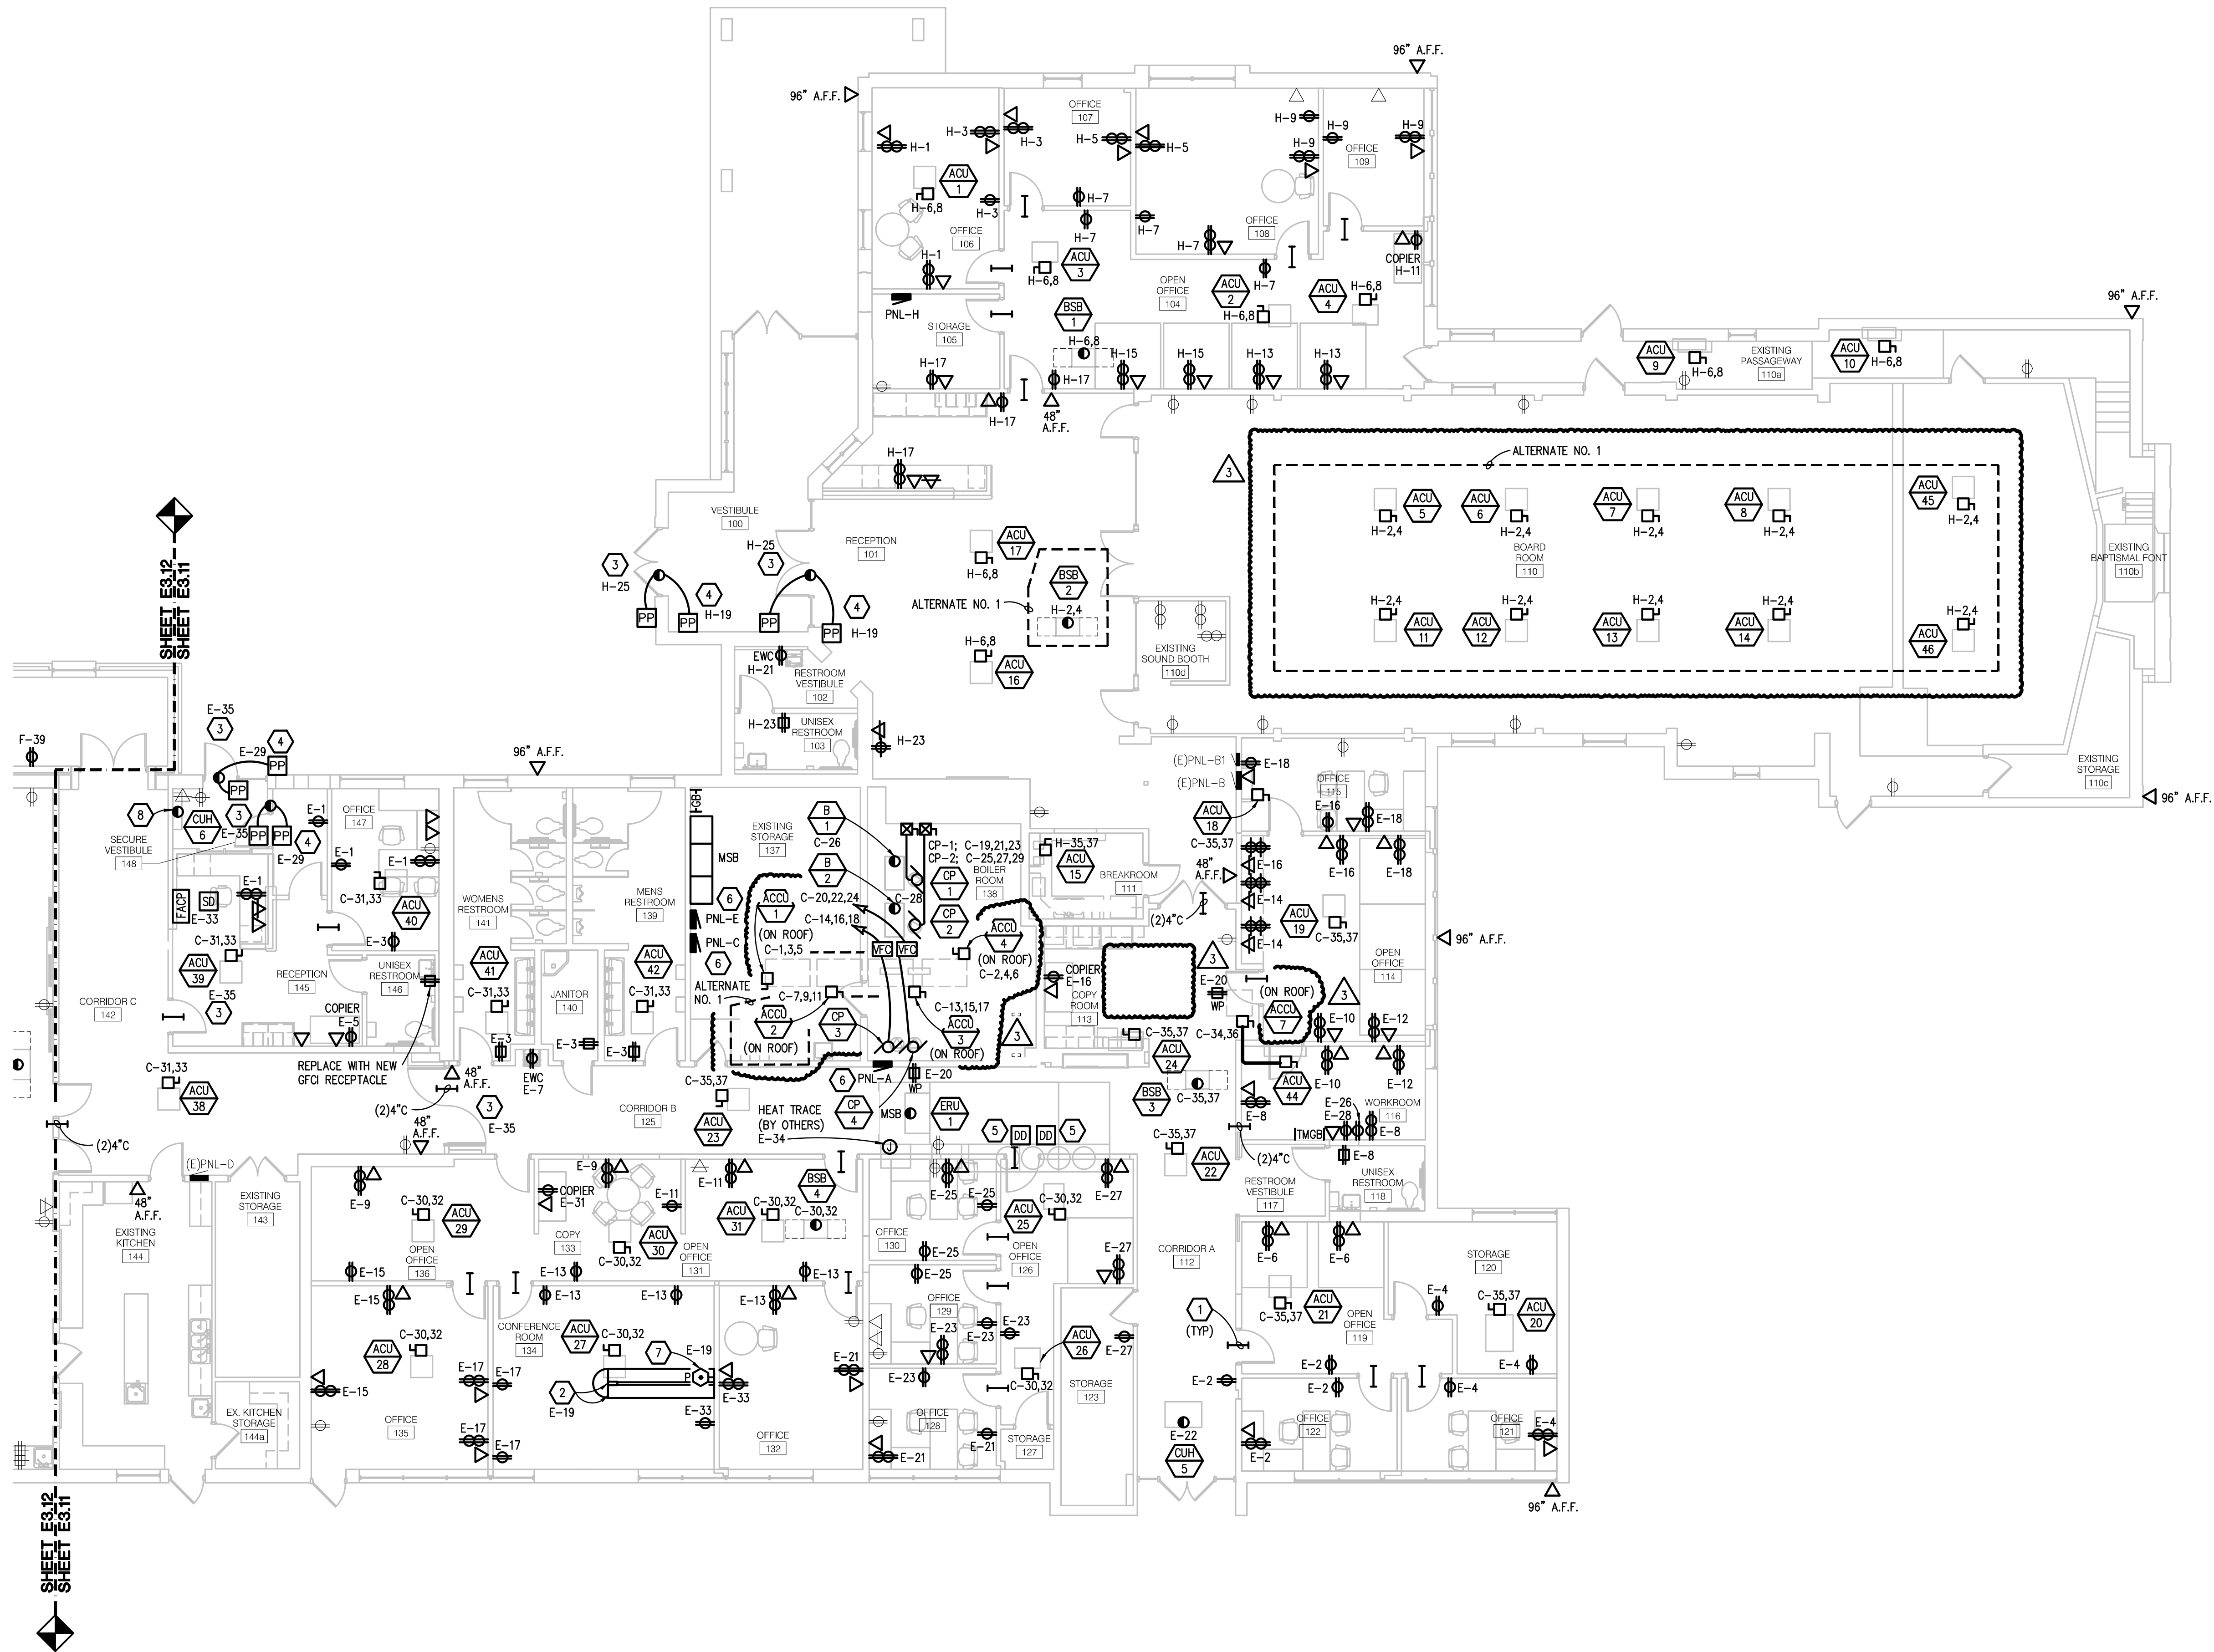 96" A.F.F.
96" A.F.F.
OFFICE
107
H-3
H-1
H-3
H-5
H-5
H-9
H-9
H-9
H-9
OFFICE
109
ACU
1
H-6,8
H-3
H-7
H-7
H-7
OFFICE
106
OFFICE
108
H-7
H-1
ACU
3
H-6,8
H-7
COPIER
H-11
OPEN
OFFICE
104
ACU
2
ACU
4
H-6,8
H-6,8
PNL-H
STORAGE
105
BSB
1
H-6,8
H-17
H-17
H-15
H-15
H-13
H-13
H-17
48"
A.F.F.
96" A.F.F.
ACU
9
H-6,8
EXISTING
PASSAGEWAY
110a
ACU
10
H-6,8
H-17
ALTERNATE NO. 1
3
ACU
5
H-2,4
ACU
6
H-2,4
ACU
7
H-2,4
ACU
8
H-2,4
ACU
45
H-2,4
VESTIBULE
100
RECEPTION
101
BOARD
ROOM
110
EXISTING
BAPTISMAL FONT
110b
SHEET E3.12
SHEET E3.11
3
H-25
H-25
3
4
H-19
4
H-19
PP
PP
PP
PP
ACU
17
H-6,8
BSB
2
H-2,4
ALTERNATE NO. 1
H-6,8
ACU
16
H-2,4
ACU
11
H-2,4
ACU
12
H-2,4
ACU
13
H-2,4
ACU
14
H-2,4
ACU
46
EXISTING
SOUND BOOTH
110d
EWC
H-21
RESTROOM
VESTIBULE
102
H-23
UNISEX
RESTROOM
103
H-23
EXISTING
STORAGE
110c
96" A.F.F.
F-39
E-35
3
E-29
4
PP
PP
PP
PP
8
CUH
6
3
E-35
4
E-29
SECURE
VESTIBULE
148
OFFICE
147
E-1
E-1
E-1
C-31,33
ACU
40
FACP
SD
E-33
E-1
E-3
C-31,33
ACU
39
E-35
3
RECEPTION
145
UNISEX
RESTROOM
146
COPIER
E-5
CORRIDOR C
142
96" A.F.F.
WOMENS
RESTROOM
141
MENS
RESTROOM
139
ACU
41
C-31,33
ACU
42
C-31,33
JANITOR
140
E-3
E-3
E-3
EWC
E-7
REPLACE WITH NEW
GFCI RECEPTACLE
48"
A.F.F.
(2)4"C
3
E-35
48"
A.F.F.
C-31,33
ACU
38
(2)4"C
CORRIDOR B
125
GB
MSB
EXISTING
STORAGE
137
B
1
C-26
B
2
C-28
CP-1; C-19,21,23
CP-2; C-25,27,29
BOILER
ROOM
138
CP
1
CP
2
6
PNL-E
PNL-C
6
ACCU
1
(ON ROOF)
C-1,3,5
C-20,22,24
C-14,16,18
VFC
VFC
ACCU
4
(ON ROOF)
C-2,4,6
ALTERNATE
NO. 1
C-7,9,11
ACCU
2
(ON ROOF)
CP
3
C-13,15,17
ACCU
3
(ON ROOF)
3
6
PNL-A
E-20
WP
CP
4
MSB
ERU
1
C-35,37
ACU
23
HEAT TRACE
(BY OTHERS)
E-34
J
5
DD
DD
5
H-35,37
ACU
15
BREAKROOM
111
COPIER
E-16
COPY
ROOM
113
C-35,37
ACU
24
BSB
3
C-35,37
(E)PNL-B1
(E)PNL-B
E-18
ACU
18
C-35,37
OFFICE
115
E-16
E-18
48"
A.F.F.
(2)4"C
E-16
E-14
E-14
E-16
E-18
ACU
19
C-35,37
OPEN
OFFICE
114
96" A.F.F.
3
E-20
WP
(ON ROOF)
ACCU
7
3
C-34,36
E-10
E-12
E-10
E-12
ACU
44
E-8
E-26
E-28
TMGB
WORKROOM
116
E-8
E-8
(2)4"C
C-35,37
ACU
22
RESTROOM
VESTIBULE
117
UNISEX
RESTROOM
118
(E)PNL-D
EXISTING
STORAGE
143
48"
A.F.F.
EXISTING
KITCHEN
144
EX. KITCHEN
STORAGE
144a
E-9
C-30,32
ACU
29
OPEN
OFFICE
136
E-15
E-15
COPIER
E-31
E-9
COPY
133
C-30,32
ACU
30
E-11
E-11
ACU
31
C-30,32
OPEN
OFFICE
131
BSB
4
C-30,32
E-13
E-13
E-13
E-13
E-13
C-30,32
ACU
28
E-15
E-17
E-17
E-17
E-17
OFFICE
135
CONFERENCE
ROOM
134
ACU
27
C-30,32
7
E-19
P
2
E-19
E-33
E-33
OFFICE
132
E-21
E-25
E-25
OFFICE
130
E-25
E-25
ACU
25
C-30,32
E-27
OPEN
OFFICE
126
E-27
OFFICE
129
E-23
E-23
E-23
E-23
ACU
26
C-30,32
E-27
STORAGE
123
OFFICE
128
E-21
E-21
STORAGE
127
CORRIDOR A
112
1
(TYP)
E-2
E-22
CUH
5
E-6
E-6
C-35,37
ACU
21
OPEN
OFFICE
119
E-4
STORAGE
120
C-35,37
ACU
20
E-2
E-4
E-2
E-4
OFFICE
122
E-2
OFFICE
121
E-4
96" A.F.F.
SHEET E3.12
SHEET E3.11